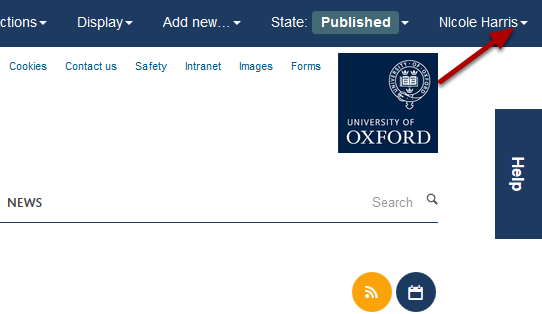 ctions Display Add new... State: Published NIcole Harris
Cookies Contact us Safety Intranet Images Forms
UNIVERSITY OF
OXFORD
Help
NEWS Search